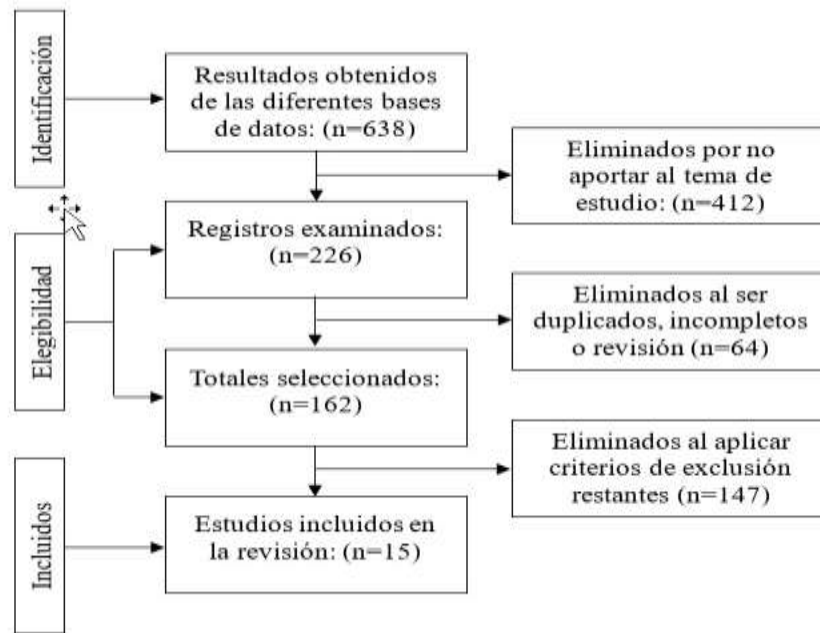 Identificación
Resultados obtenidos
de las diferentes bases
de datos: (n=638)
Eliminados por no
aportar al tema de
estudio: (n=412)
Elegibilidad
Registros examinados:
(n=226)
Eliminados al ser
duplicados, incompletos
o revisión (n=64)
Totales seleccionados:
(n=162)
Eliminados al aplicar
criterios de exclusión
restantes (n=147)
Incluidos
Estudios incluidos en
la revisión: (n=15)